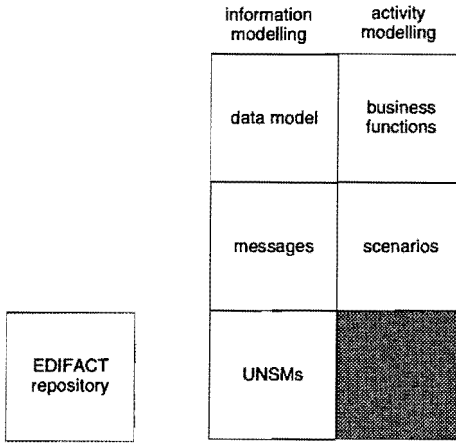 information
modelling
activity
modelling
data model
business
functions
messages
scenarios
EDIFACT
repository
UNSMs